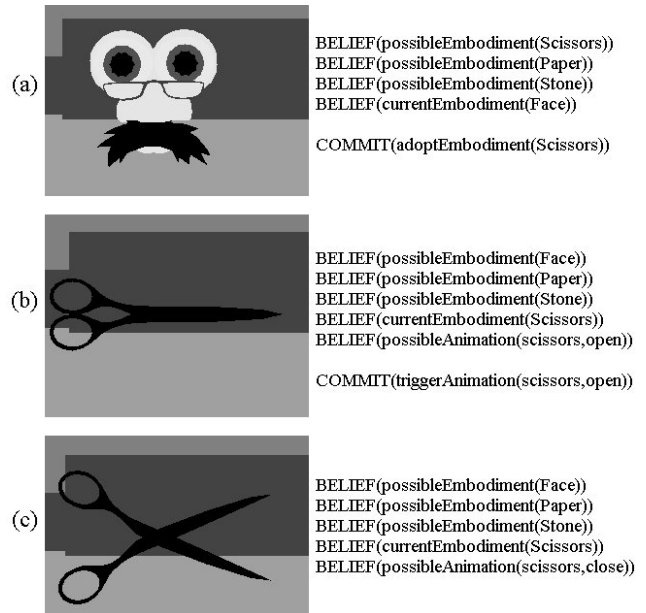 (a)
BELIEF(possibleEmbodiment(Scissors))
BELIEF(possibleEmbodiment(Paper))
BELIEF(possibleEmbodiment(Stone))
BELIEF(currentEmbodiment(Face))
COMMIT(adoptEmbodiment(Scissors))
(b)
BELIEF(possibleEmbodiment(Face))
BELIEF(possibleEmbodiment(Paper))
BELIEF(possibleEmbodiment(Stone))
BELIEF(currentEmbodiment(Scissors))
BELIEF(possibleAnimation(scissors,open))
COMMIT(triggerAnimation(scissors,open))
(c)
BELIEF(possibleEmbodiment(Face))
BELIEF(possibleEmbodiment(Paper))
BELIEF(possibleEmbodiment(Stone))
BELIEF(currentEmbodiment(Scissors))
BELIEF(possibleAnimation(scissors,close))